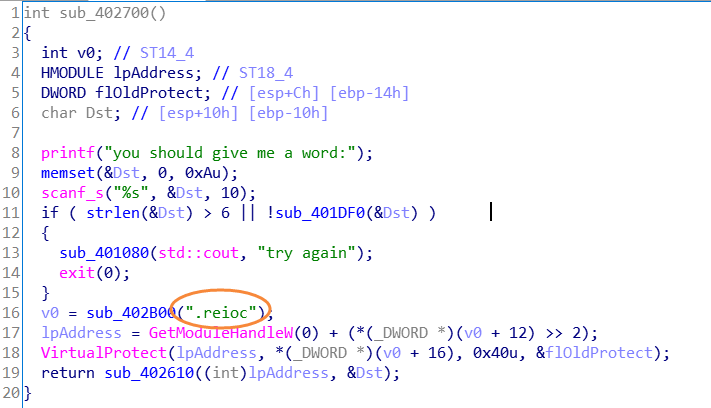 1 int sub_402700()
2 {
3 int v0; // ST14_4
4 HMODULE lpAddress; // ST18_4
5 DWORD flOldProtect; // [esp+Ch] [ebp-14h]
6 char Dst; // [esp+10h] [ebp-10h]
7
8 printf("you should give me a word:");
9 memset(&Dst, 0, 0xAu);
10 scanf_s("%s", &Dst, 10);
11 if ( strlen(&Dst) > 6 || !sub_401DF0(&Dst) )
12 {
13 sub_401080(std::cout, "try again");
14 exit(0);
15 }
16 v0 = sub_402B00(".reioc");
17 lpAddress = GetModuleHandleW(0) + (*(_DWORD *)(v0 + 12) >> 2);
18 VirtualProtect(lpAddress, *(_DWORD *)(v0 + 16), 0x40u, &flOldProtect);
19 return sub_402610((int)lpAddress, &Dst);
20 }